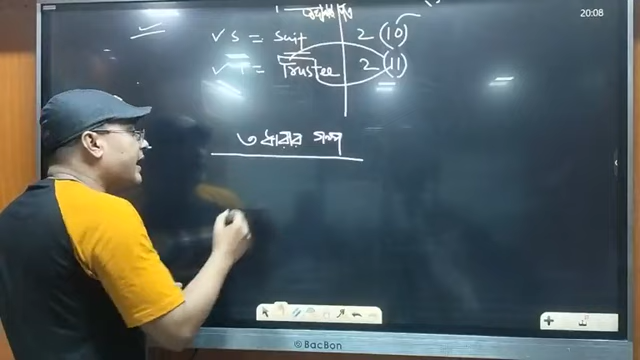 20:08
✓ S = Suit 2 (10)
✓ T = Trustee 2 (11)
৩ ধারার গল্প
BacBon